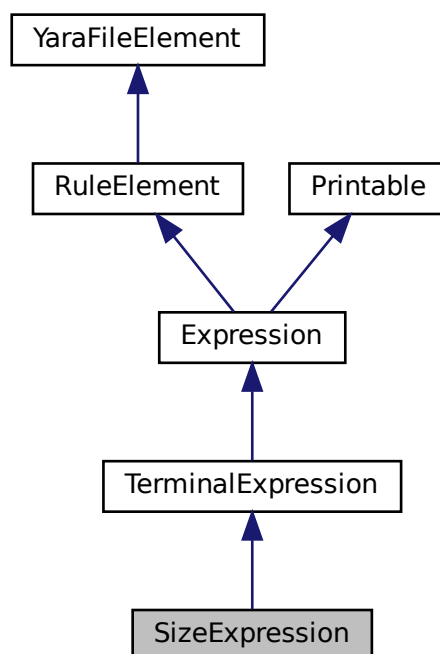 YaraFileElement
RuleElement
Printable
Expression
TerminalExpression
SizeExpression